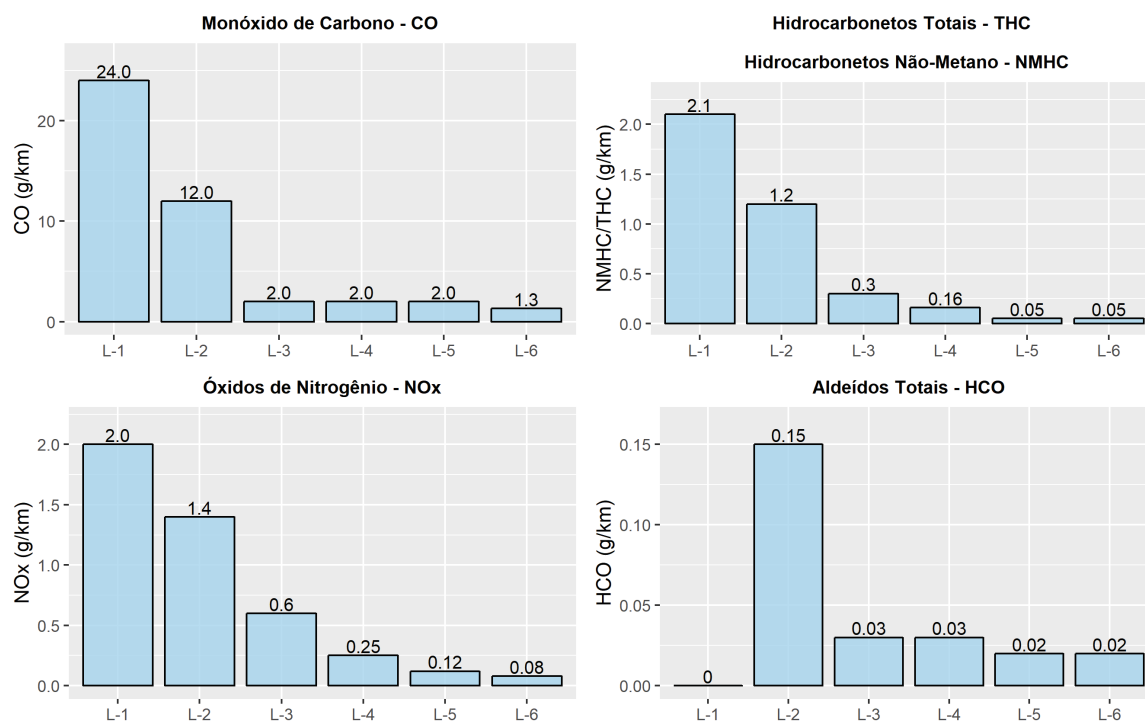 Monóxido de Carbono - CO
CO (g/km)
20
10
0
24.0
12.0
2.0
2.0
2.0
1.3
L-1
L-2
L-3
L-4
L-5
L-6
Hidrocarbonetos Totais - THC
Hidrocarbonetos Não-Metano - NMHC
NMHC/THC (g/km)
2.0
1.5
1.0
0.5
0.0
2.1
1.2
0.3
0.16
0.05
0.05
L-1
L-2
L-3
L-4
L-5
L-6
Óxidos de Nitrogênio - NOx
NOx (g/km)
2.0
1.5
1.0
0.5
0.0
2.0
1.4
0.6
0.25
0.12
0.08
L-1
L-2
L-3
L-4
L-5
L-6
Aldeídos Totais - HCO
HCO (g/km)
0.15
0.10
0.05
0.00
0
0.15
0.03
0.03
0.02
0.02
L-1
L-2
L-3
L-4
L-5
L-6